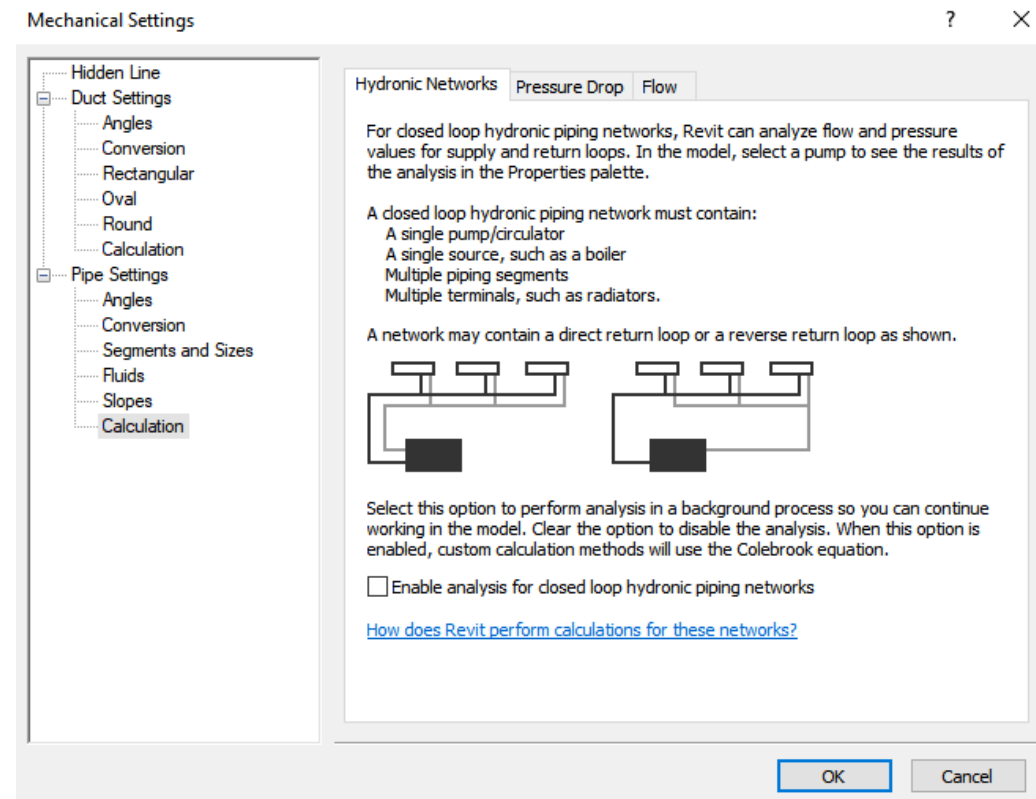 Mechanical Settings
?
Hidden Line
Duct Settings
Angles
Conversion
Rectangular
Oval
Round
Calculation
Pipe Settings
Angles
Conversion
Segments and Sizes
Fluids
Slopes
Calculation
Hydronic Networks Pressure Drop Flow
For closed loop hydronic piping networks, Revit can analyze flow and pressure
values for supply and return loops. In the model, select a pump to see the results of
the analysis in the Properties palette.
A closed loop hydronic piping network must contain:
A single pump/circulator
A single source, such as a boiler
Multiple piping segments
Multiple terminals, such as radiators.
A network may contain a direct return loop or a reverse return loop as shown.
Select this option to perform analysis in a background process so you can continue
working in the model. Clear the option to disable the analysis. When this option is
enabled, custom calculation methods will use the Colebrook equation.
Enable analysis for closed loop hydronic piping networks
How does Revit perform calculations for these networks?
OK Cancel